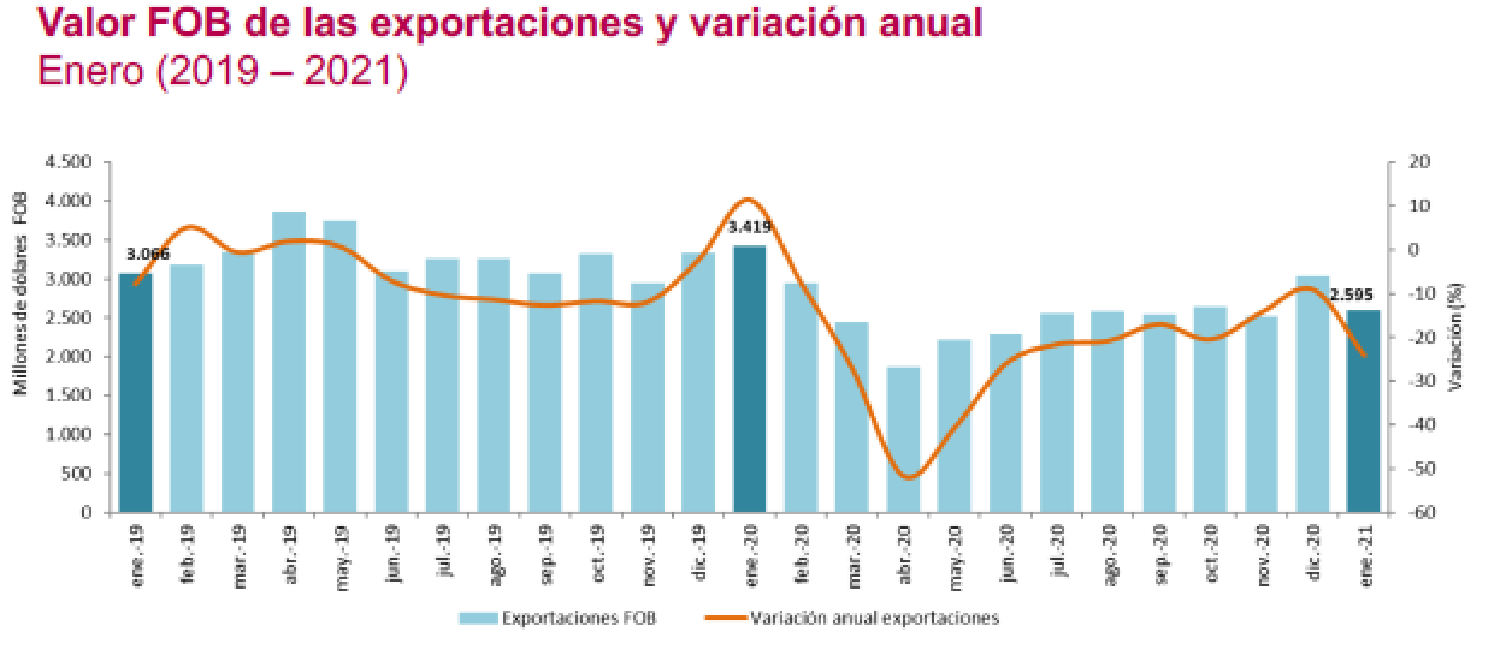 Valor FOB de las exportaciones y variación anual
Enero (2019 – 2021)
Millones de dólares FOB
4.500
4.000
3.500
3.000
2.500
2.000
1.500
1.000
500
0
3.066
3.419
2.595
20
10
0
-10
-20
-30
-40
-50
-60
Variación (%)
ene.-19
feb.-19
mar.-19
abr.-19
may.-19
jun.-19
jul.-19
ago.-19
sep.-19
oct.-19
nov.-19
dic.-19
ene.-20
feb.-20
mar.-20
abr.-20
may.-20
jun.-20
jul.-20
ago.-20
sep.-20
oct.-20
nov.-20
dic.-20
ene.-21
Exportaciones FOB
Variación anual exportaciones